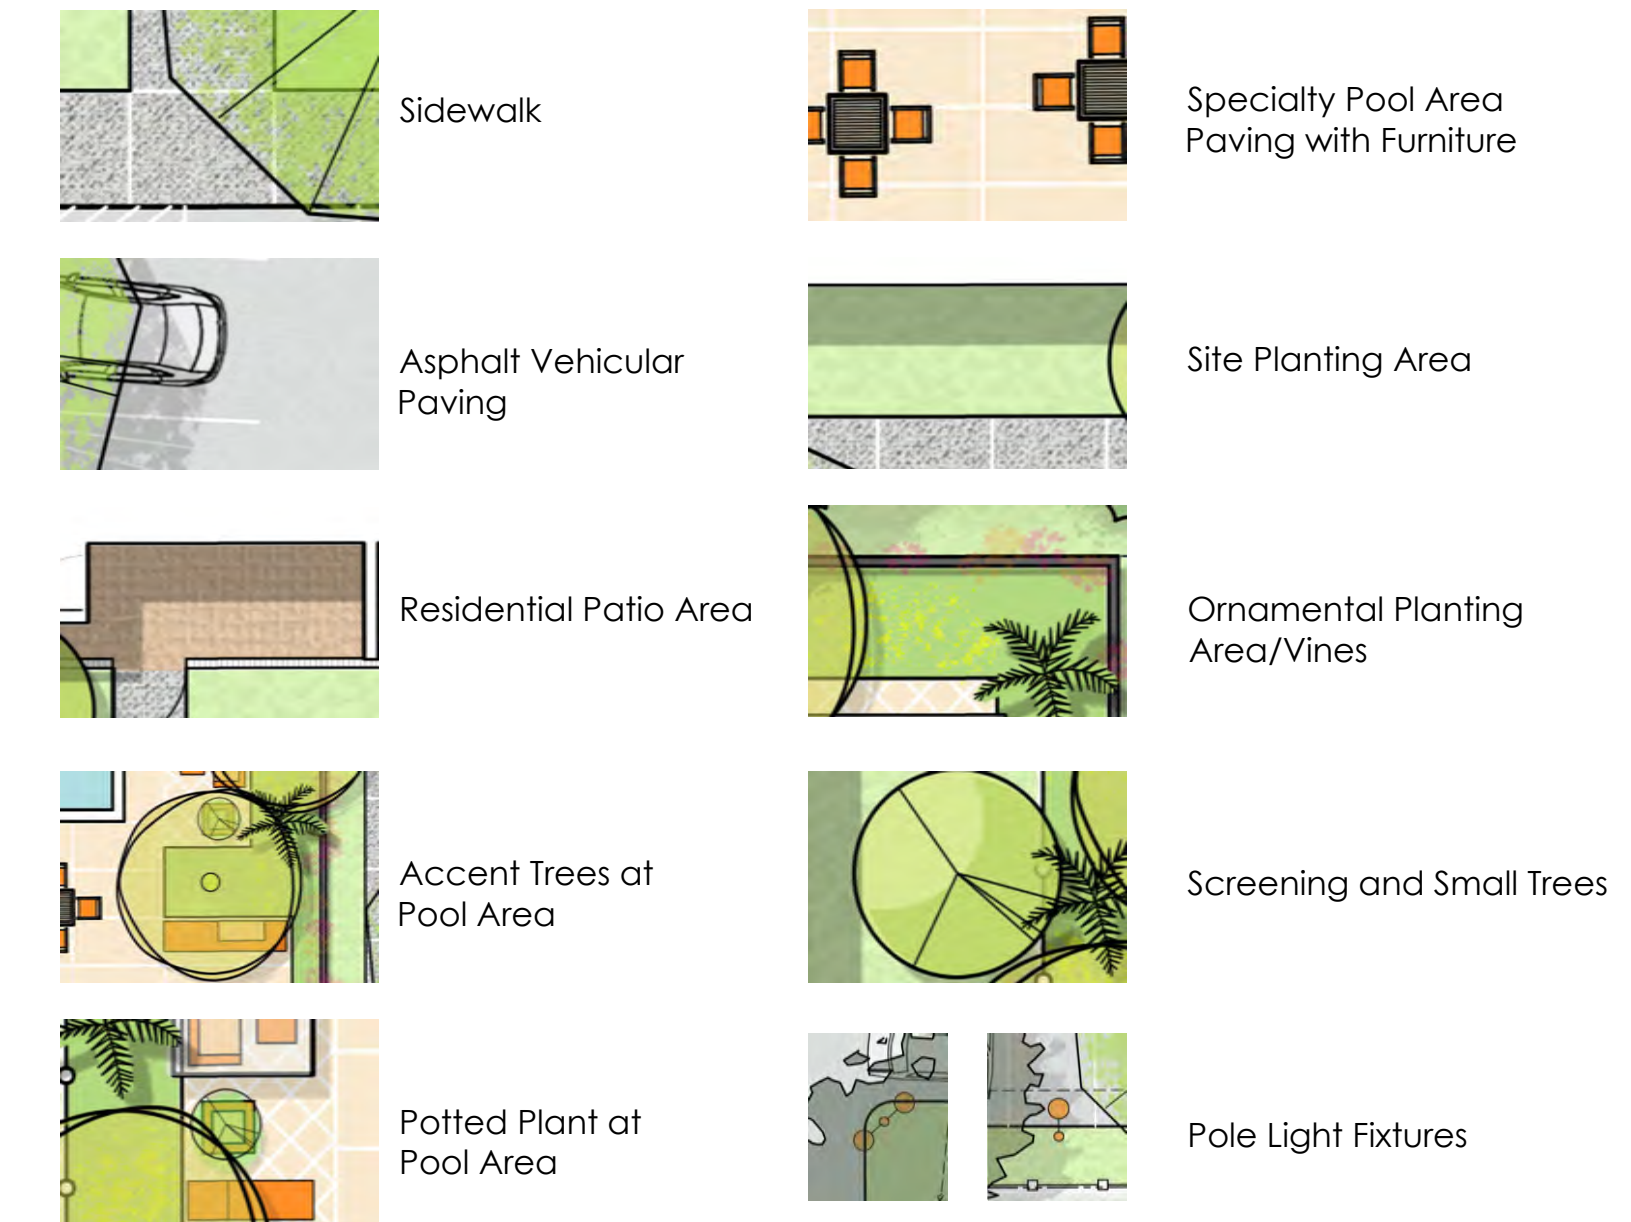 Sidewalk
Asphalt Vehicular
Paving
Residential Patio Area
Accent Trees at
Pool Area
Potted Plant at
Pool Area
Specialty Pool Area
Paving with Furniture
Site Planting Area
Ornamental Planting
Area/Vines
Screening and Small Trees
Pole Light Fixtures